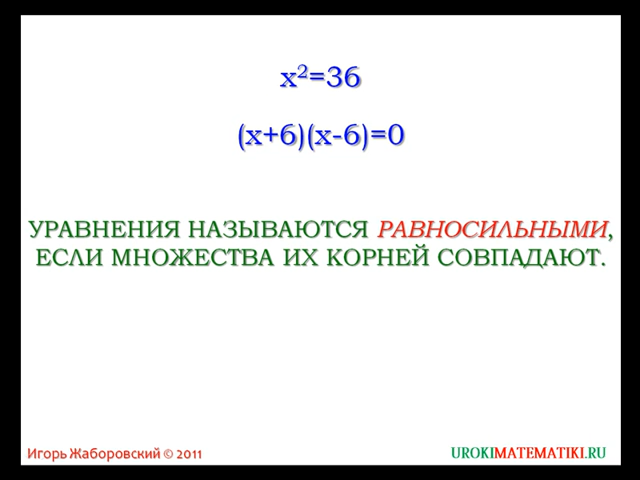 x²=36
(x+6)(x-6)=0
УРАВНЕНИЯ НАЗЫВАЮТСЯ РАВНОСИЛЬНЫМИ,
ЕСЛИ МНОЖЕСТВА ИХ КОРНЕЙ СОВПАДАЮТ.
Игорь Жаборовский © 2011
UROKIMATEMATIKI.RU